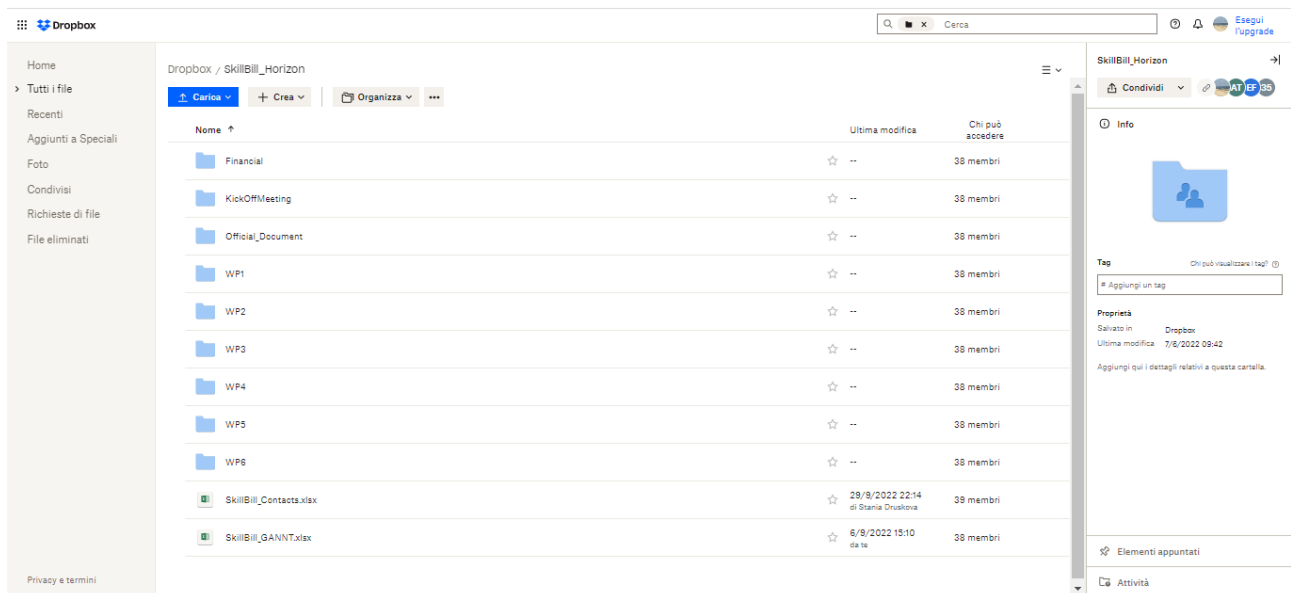 Dropbox
Cerca
Esegui
l'upgrade
Home
Tutti i file
Recenti
Aggiunti a Speciali
Foto
Condivisi
Richieste di file
File eliminati
Privacy e termini
Dropbox / SkillBill_Horizon
Carica
+ Crea
Organizza
Nome
Ultima modifica
Chi può
accedere
Financial -- 38 membri
KickOffMeeting -- 38 membri
Official_Document -- 38 membri
WP1 -- 38 membri
WP2 -- 38 membri
WP3 -- 38 membri
WP4 -- 38 membri
WP5 -- 38 membri
WP6 -- 38 membri
SkillBill_Contacts.xlsx 29/9/2022 22:14 39 membri
di Stania Druskova
SkillBill_GANNT.xlsx 6/9/2022 15:10 38 membri
da te
SkillBill_Horizon
Condividi
AT EF 35
Info
Tag Chi può visualizzare i tag?
# Aggiungi un tag
Proprietà
Salvato in Dropbox
Ultima modifica 7/6/2022 09:42
Aggiungi qui i dettagli relativi a questa cartella.
Elementi appuntati
Attività